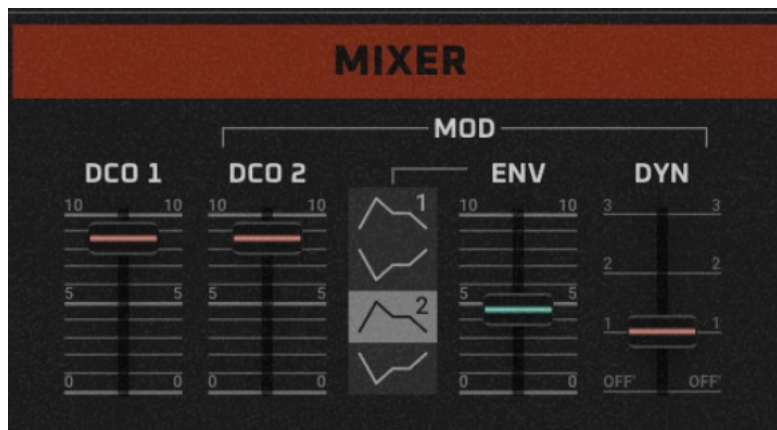 MIXER
MOD
DCO 1 DCO 2 ENV DYN
10 10 10 10 1 10 10 3 3
2 2
5 5 5 5 2 5 5
1 1
0 0 0 0 0 0 OFF' OFF'